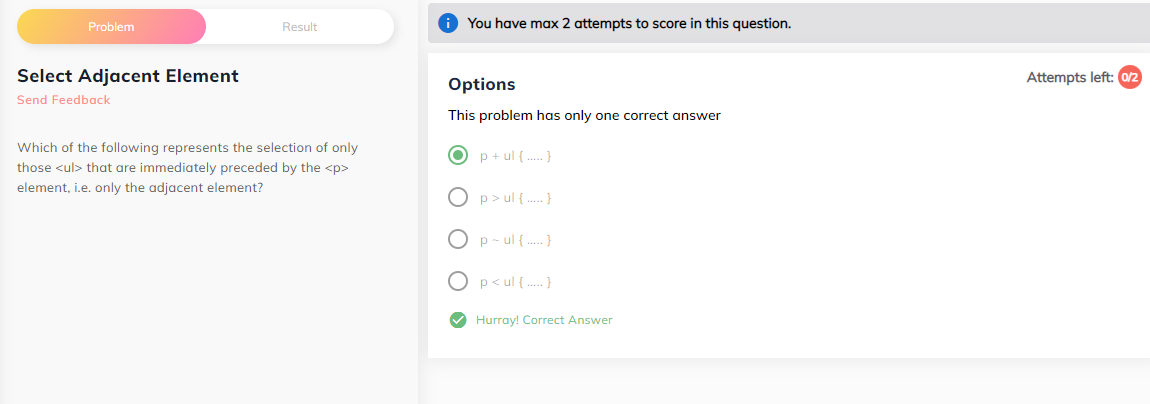 Problem
Result
Select Adjacent Element
Send Feedback
Which of the following represents the selection of only
those <ul> that are immediately preceded by the <p>
element, i.e. only the adjacent element?
You have max 2 attempts to score in this question.
Options
Attempts left: 0/2
This problem has only one correct answer
p + ul { ..... }
p > ul { ..... }
p ~ ul { ..... }
p < ul { ..... }
Hurray! Correct Answer